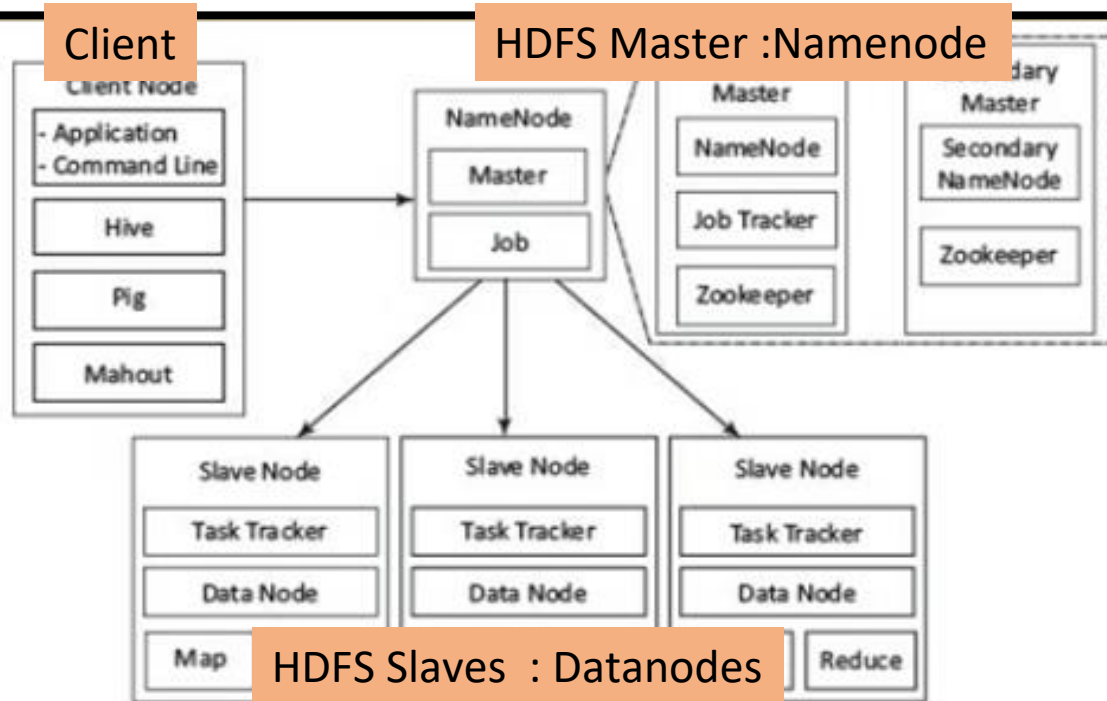 Client
HDFS Master :Namenode
Client Node
- Application
- Command Line
Hive
Pig
Mahout
NameNode
Master
Job
Master
NameNode
Job Tracker
Zookeeper
dary
Master
Secondary
NameNode
Zookeeper
Slave Node
Task Tracker
Data Node
Map
Slave Node
Task Tracker
Data Node
Slave Node
Task Tracker
Data Node
Reduce
HDFS Slaves : Datanodes